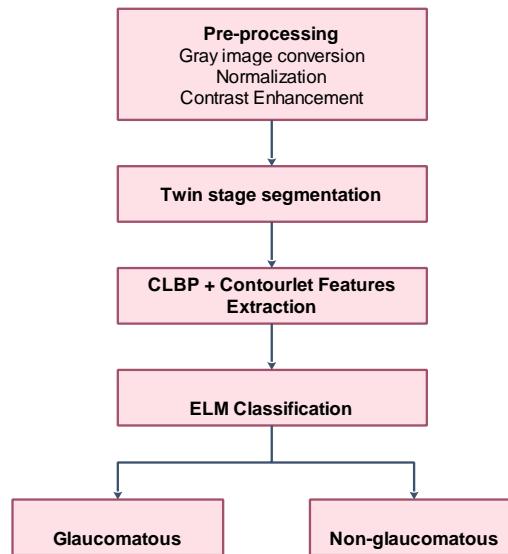 Pre-processing
Gray image conversion
Normalization
Contrast Enhancement
Twin stage segmentation
CLBP + Contourlet Features
Extraction
ELM Classification
Glaucomatous
Non-glaucomatous